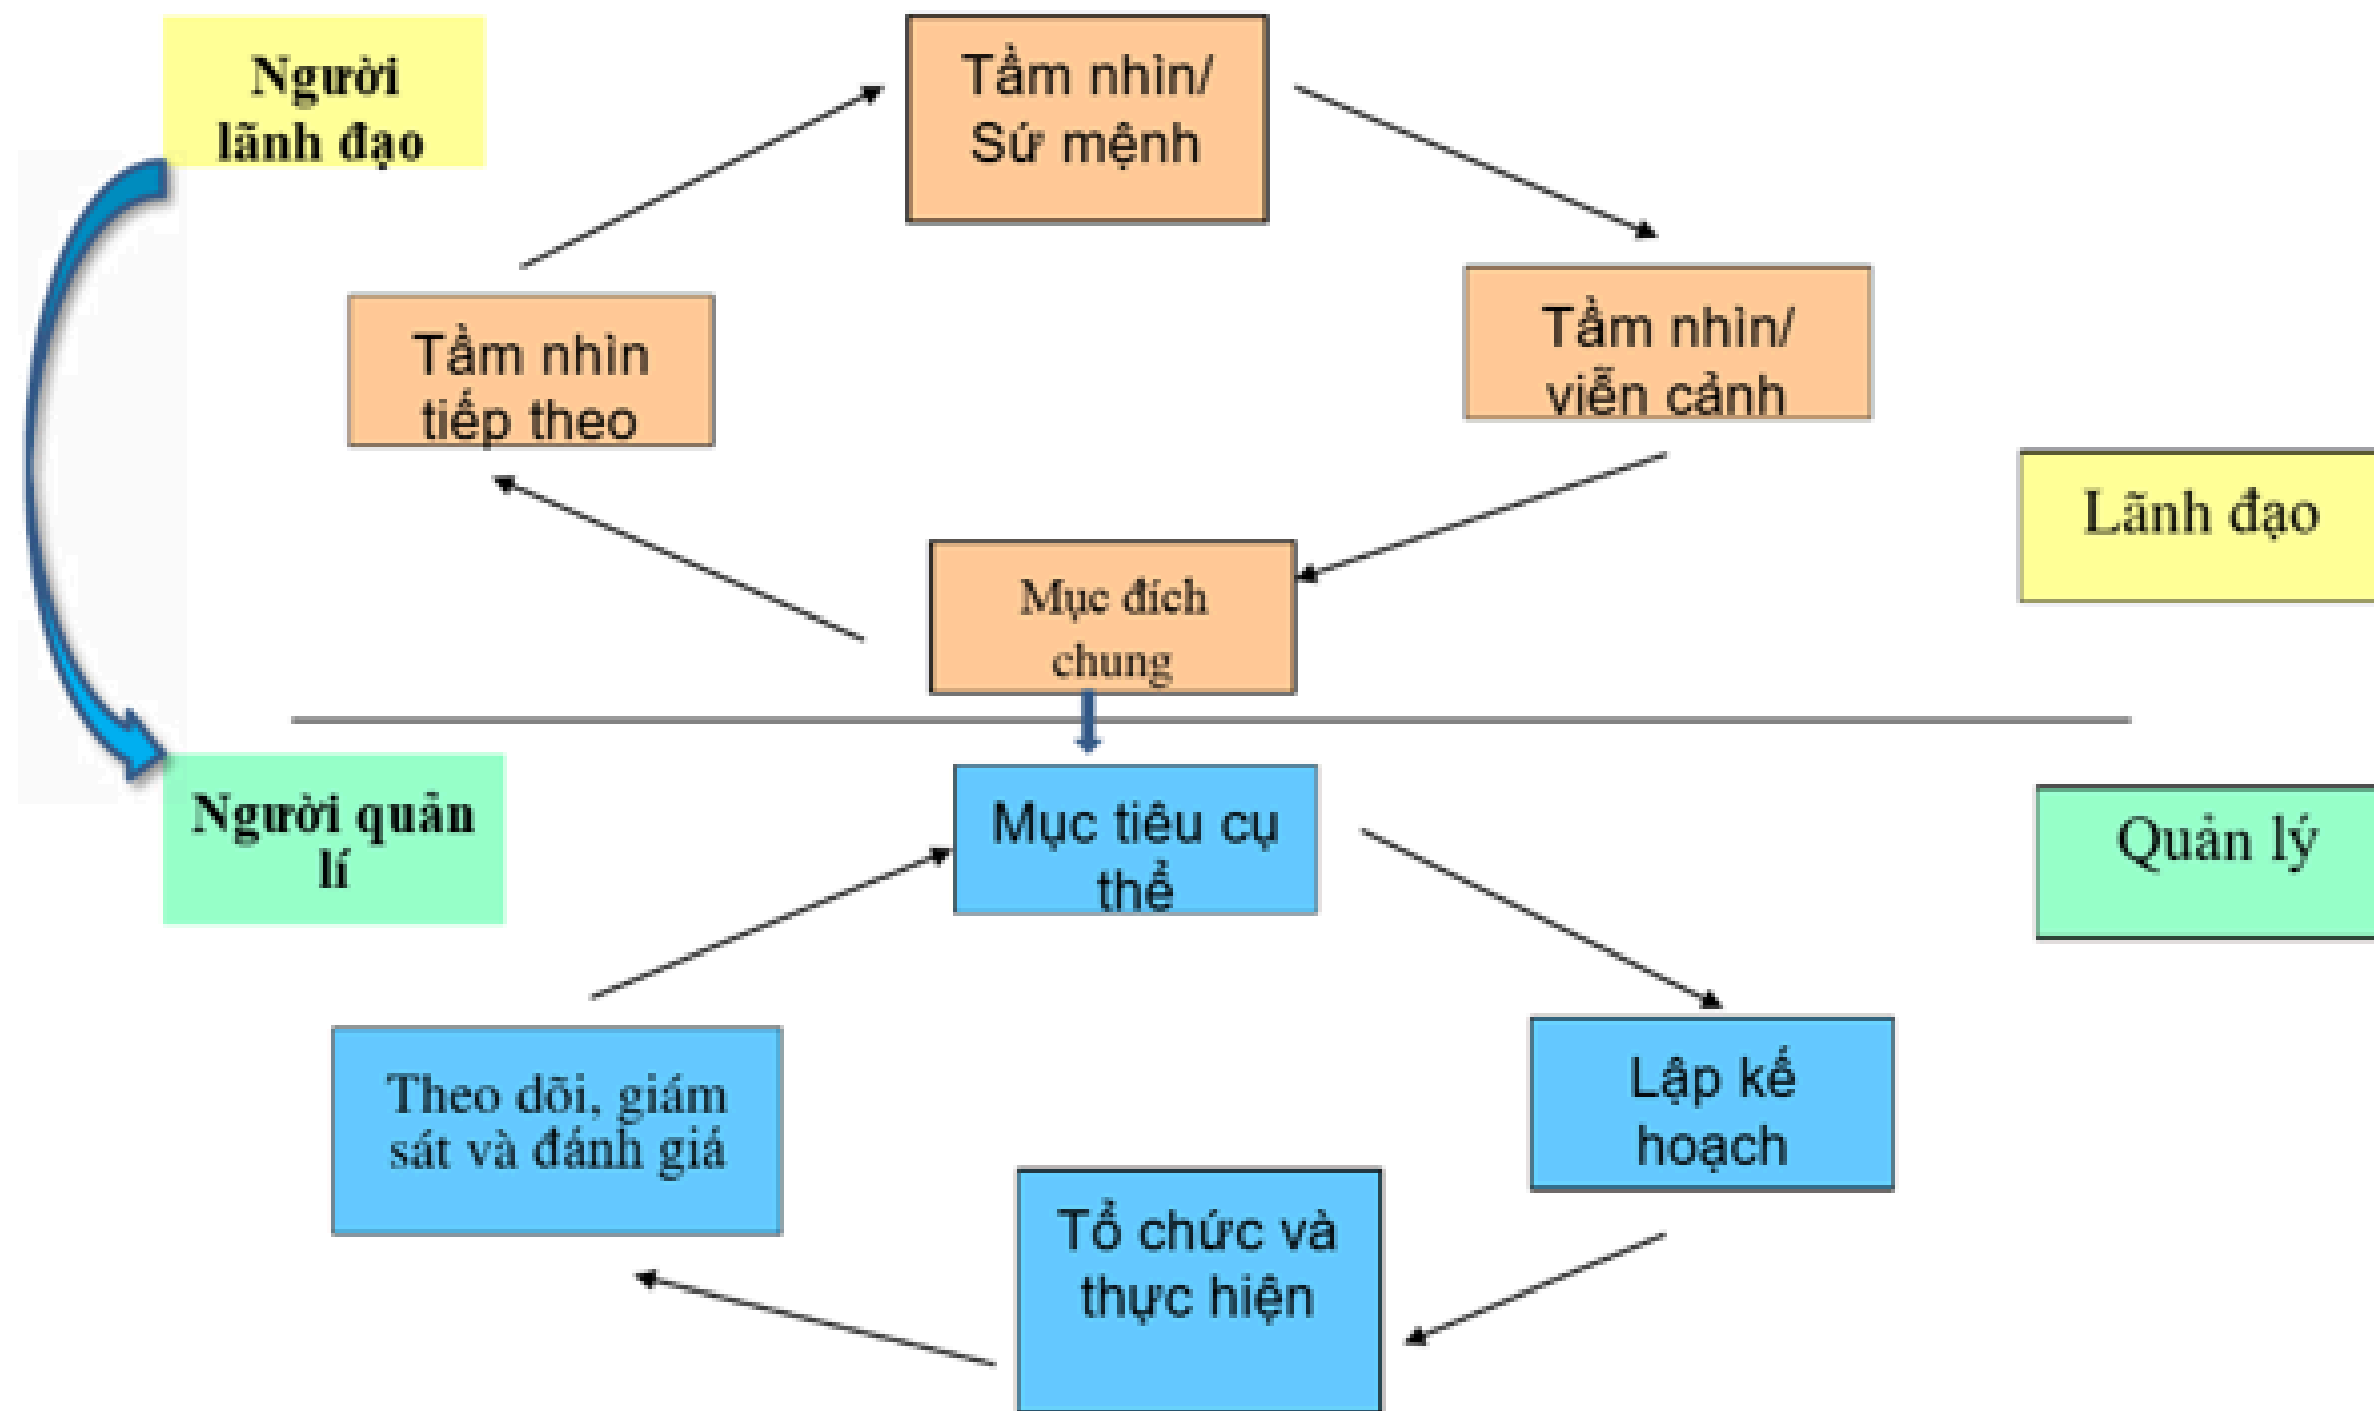 Người
lãnh đạo
Tầm nhìn/
Sứ mệnh
Tầm nhìn
tiếp theo
Tầm nhìn/
viễn cảnh
Lãnh đạo
Mục đích
chung
Người quản
lí
Mục tiêu cụ
thể
Quản lý
Theo dõi, giám
sát và đánh giá
Lập kế
hoạch
Tổ chức và
thực hiện